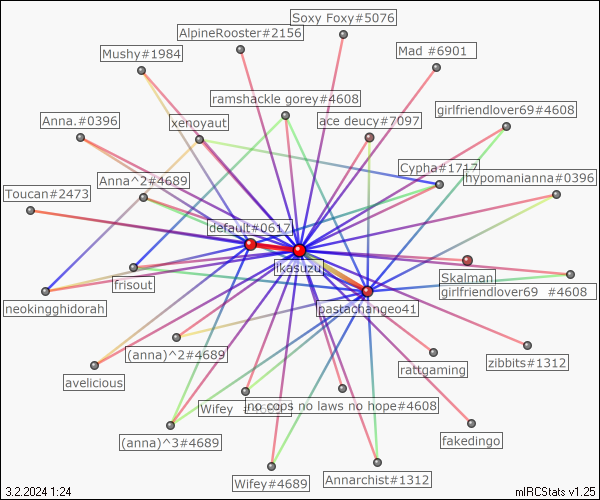 Soxy Foxy#5076
AlpineRooster#2156
Mad #6901
Mushy#1984
ramshackle gorey#4608
girlfriendlover69#4608
Anna.#0396
xenoyaut
ace deucy#7097
Cypha#1717
hypomanianna#0396
Anna^2#4689
Toucan#2473
default#0617
ikasuzu
Skalman
frisout
girlfriendlover69 #4608
neokingghidorah
pastachangeo41
(anna)^2#4689
rattgaming
zibbits#1312
avelicious
Wifey
no cops no laws no hope#4608
(anna)^3#4689
fakedingo
Wifey#4689
Annarchist#1312
3.2.2024 1:24
mIRCStats v1.25